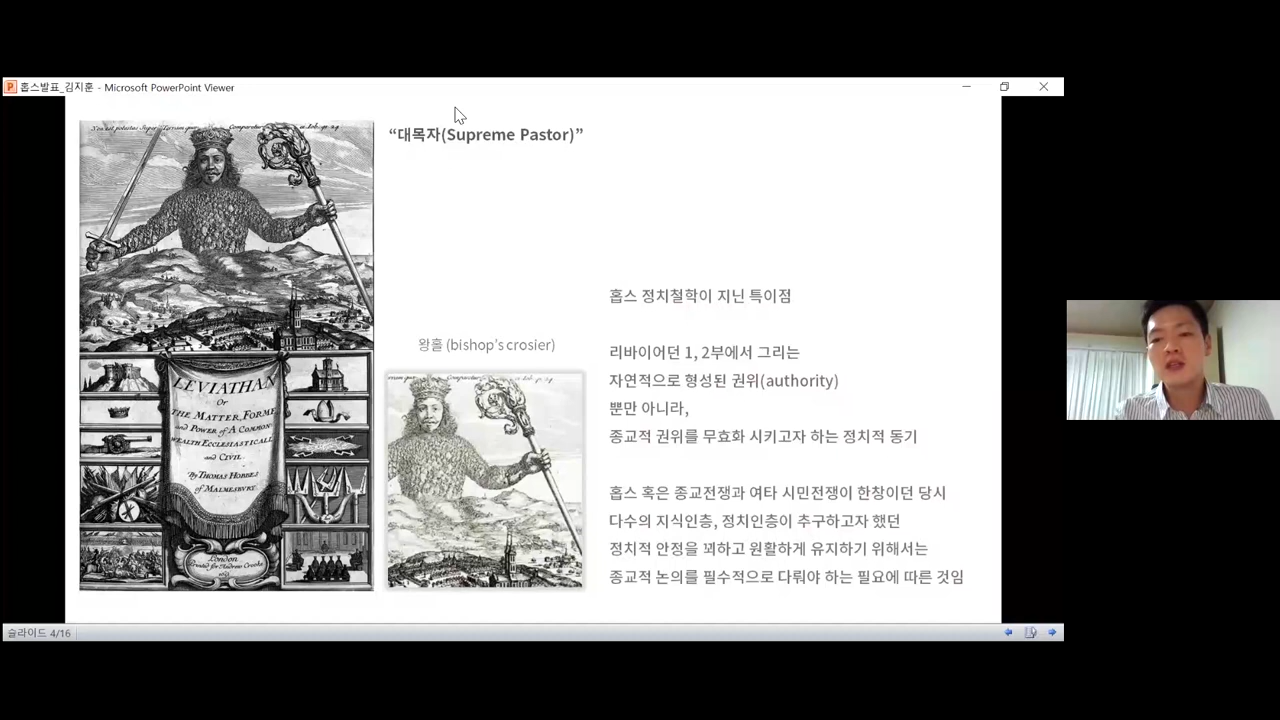 홉스발표_김지훈 - Microsoft PowerPoint Viewer
“대목자(Supreme Pastor)”
홉스 정치철학이 지닌 특이점
왕홀 (bishop's crosier)
리바이어던 1, 2부에서 그리는
자연적으로 형성된 권위(authority)
뿐만 아니라,
종교적 권위를 무효화 시키고자 하는 정치적 동기
홉스 혹은 종교전쟁과 여타 시민전쟁이 한창이던 당시
다수의 지식인층, 정치인층이 추구하고자 했던
정치적 안정을 꾀하고 원활하게 유지하기 위해서는
종교적 논의를 필수적으로 다뤄야 하는 필요에 따른 것임
LEVIATHAN
Or
THE MATTER, FORME
and POWER of A COMMON-
WEALTH ECCLESIASTICALL
and CIVIL.
By THOMAS HOBBES
of MALMESBURY.
London
슬라이드 4/16